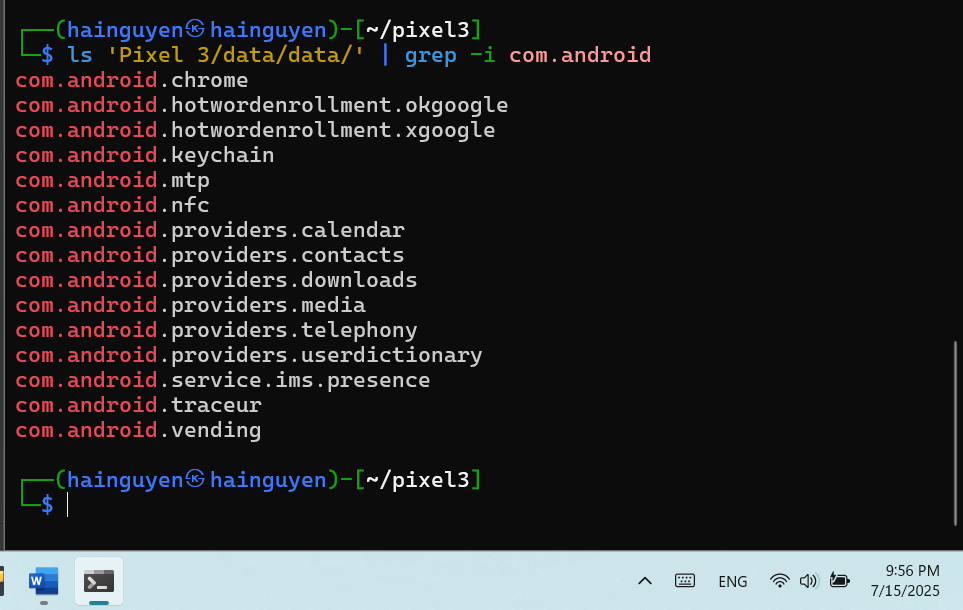 ┌──(hainguyen㉿hainguyen)-[~/pixel3]
└─$ ls 'Pixel 3/data/data/' | grep -i com.android
com.android.chrome
com.android.hotwordenrollment.okgoogle
com.android.hotwordenrollment.xgoogle
com.android.keychain
com.android.mtp
com.android.nfc
com.android.providers.calendar
com.android.providers.contacts
com.android.providers.downloads
com.android.providers.media
com.android.providers.telephony
com.android.providers.userdictionary
com.android.service.ims.presence
com.android.traceur
com.android.vending
┌──(hainguyen㉿hainguyen)-[~/pixel3]
└─$
W
ENG
9:56 PM
7/15/2025